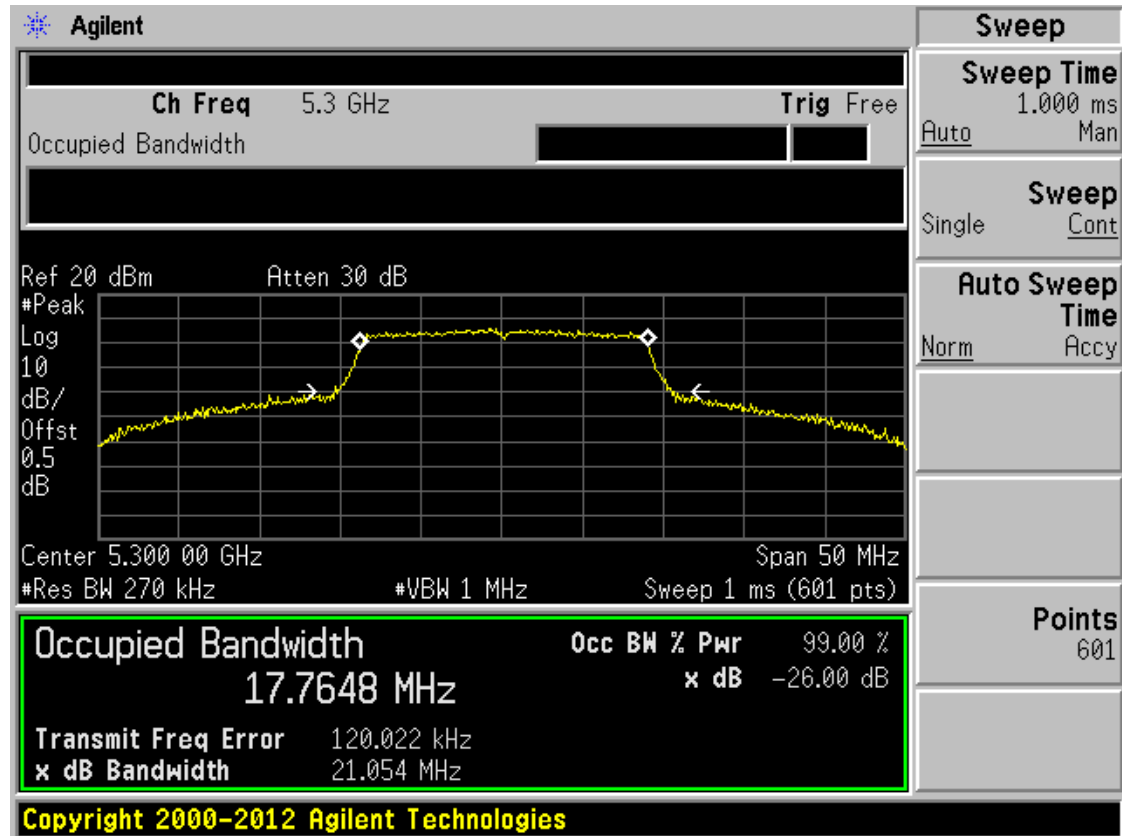 Agilent
Sweep
Ch Freq 5.3 GHz Trig Free
Occupied Bandwidth
Sweep Time
1.000 ms
Auto Man
Sweep
Single Cont
Auto Sweep
Time
Norm Accy
Points
601
Ref 20 dBm Atten 30 dB
#Peak
Log
10
dB/
Offst
0.5
dB
Center 5.300 00 GHz Span 50 MHz
#Res BW 270 kHz #VBW 1 MHz Sweep 1 ms (601 pts)
Occupied Bandwidth
17.7648 MHz
Occ BW % Pwr 99.00 %
x dB -26.00 dB
Transmit Freq Error 120.022 kHz
x dB Bandwidth 21.054 MHz
Copyright 2000-2012 Agilent Technologies